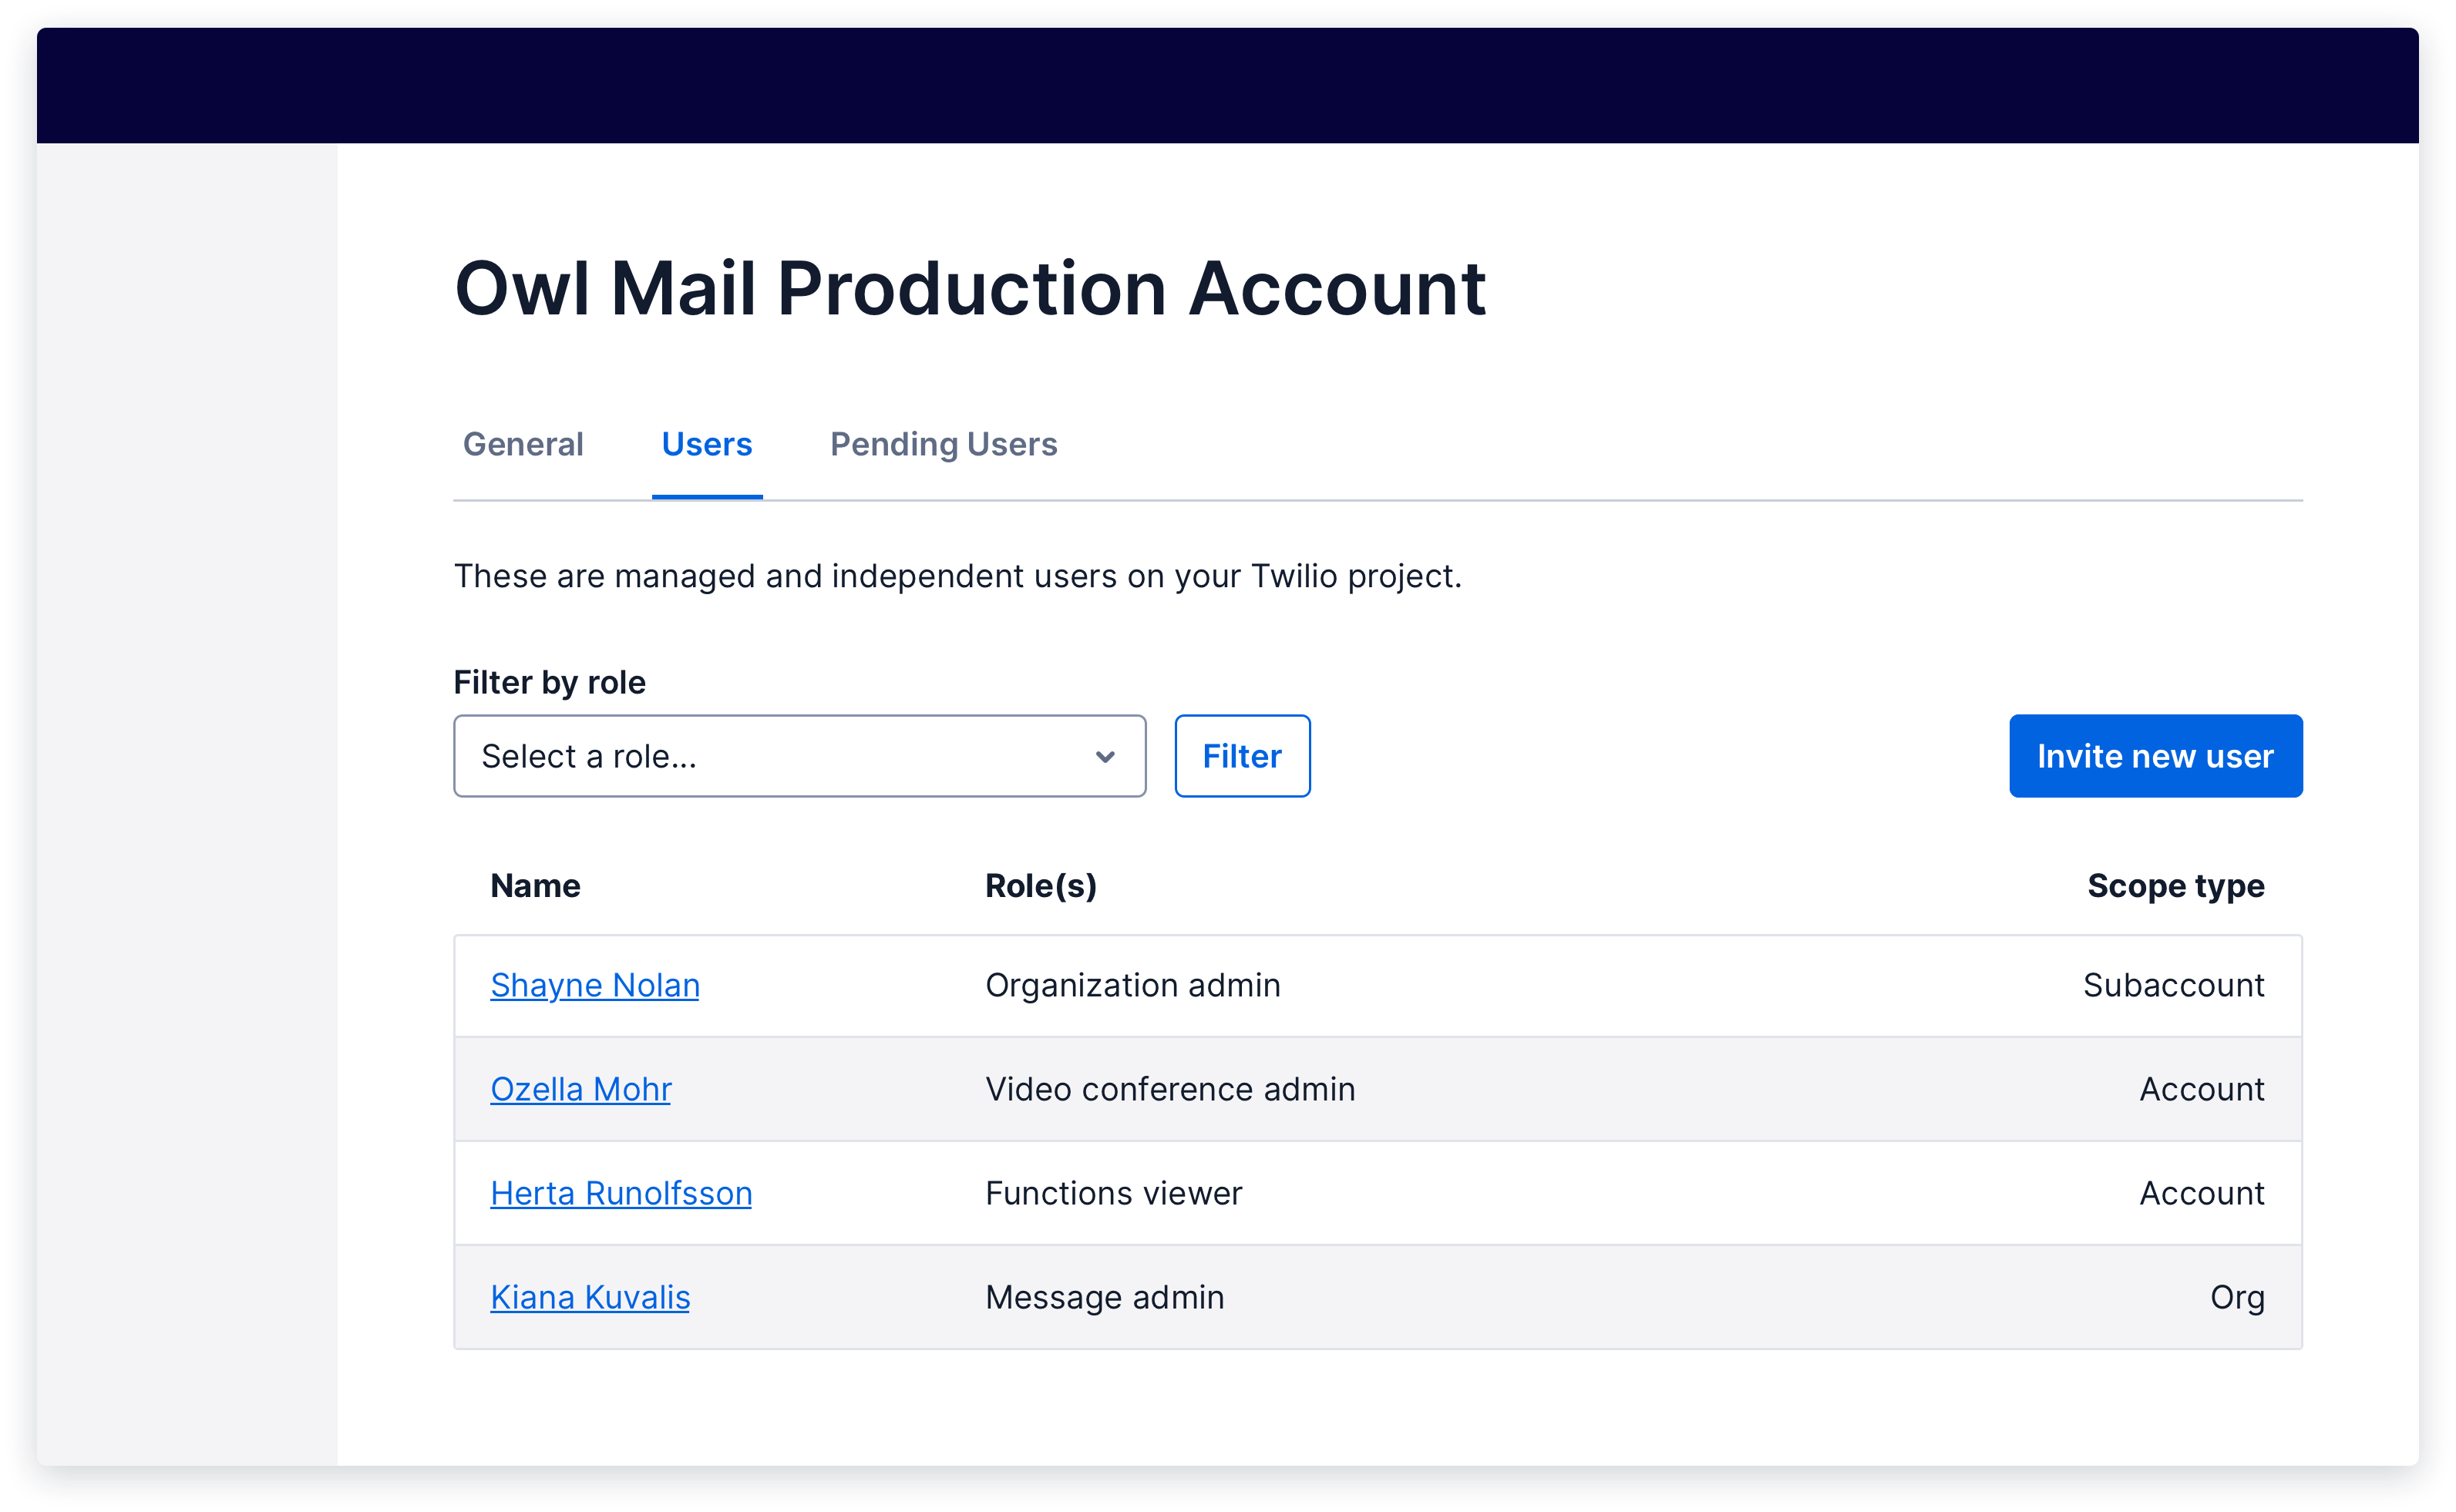 Owl Mail Production Account
General Users Pending Users
These are managed and independent users on your Twilio project.
Filter by role
Select a role... Filter Invite new user
Name Role(s) Scope type
Shayne Nolan Organization admin Subaccount
Ozella Mohr Video conference admin Account
Herta Runolfsson Functions viewer Account
Kiana Kuvalis Message admin Org